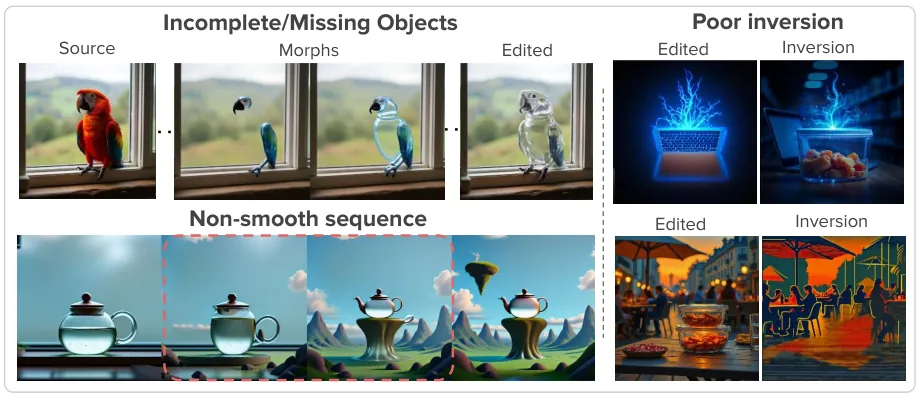 Incomplete/Missing Objects
Source
Morphs
Edited
Non-smooth sequence
Poor inversion
Edited
Inversion
Edited
Inversion